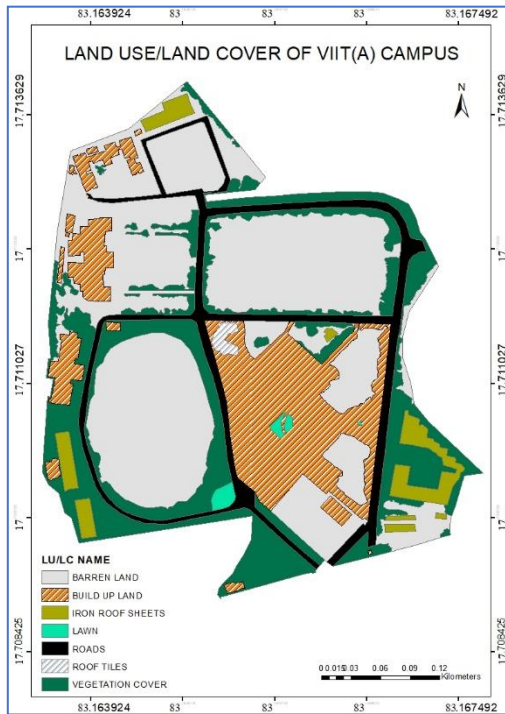 83.163924 83 83 83.167492
LAND USE/LAND COVER OF VIIT(A) CAMPUS
N
17.713629 17.713629
17 17
17.711027 17.711027
17 17
17.708425 17.708425
LU/LC NAME
BARREN LAND
BUILD UP LAND
IRON ROOF SHEETS
LAWN
ROADS
ROOF TILES
VEGETATION COVER
0 0.015 0.03 0.06 0.09 0.12
Kilometers
83.163924 83 83 83.167492